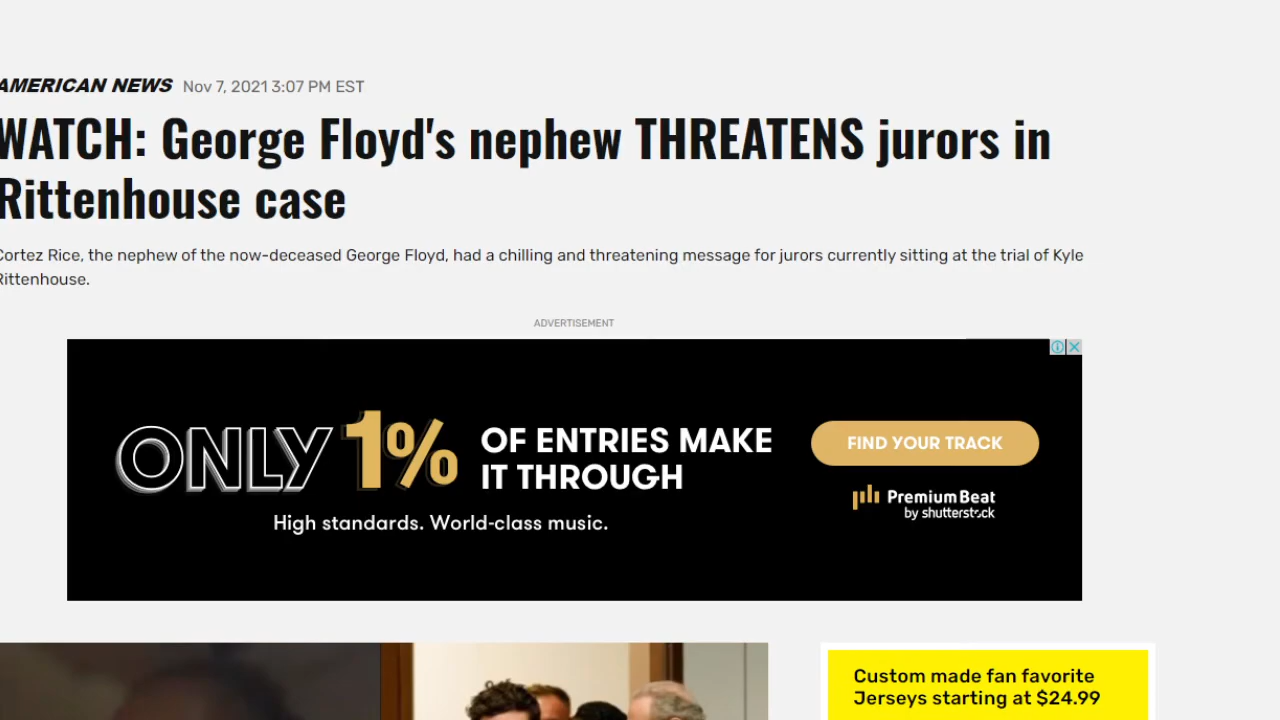 AMERICAN NEWS Nov 7, 2021 3:07 PM EST
WATCH: George Floyd's nephew THREATENS jurors in
Rittenhouse case
Cortez Rice, the nephew of the now-deceased George Floyd, had a chilling and threatening message for jurors currently sitting at the trial of Kyle
Rittenhouse.
ADVERTISEMENT
ONLY 1% OF ENTRIES MAKE
IT THROUGH
High standards. World-class music.
FIND YOUR TRACK
PremiumBeat
by shutterstock
Custom made fan favorite
Jerseys starting at $24.99